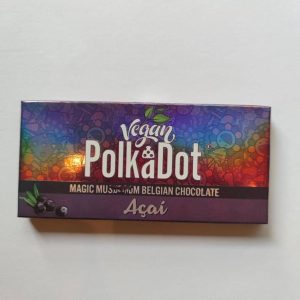 Vegan
&
PolkaDot
MAGIC MUSHROOM BELGIAN CHOCOLATE
Açaí